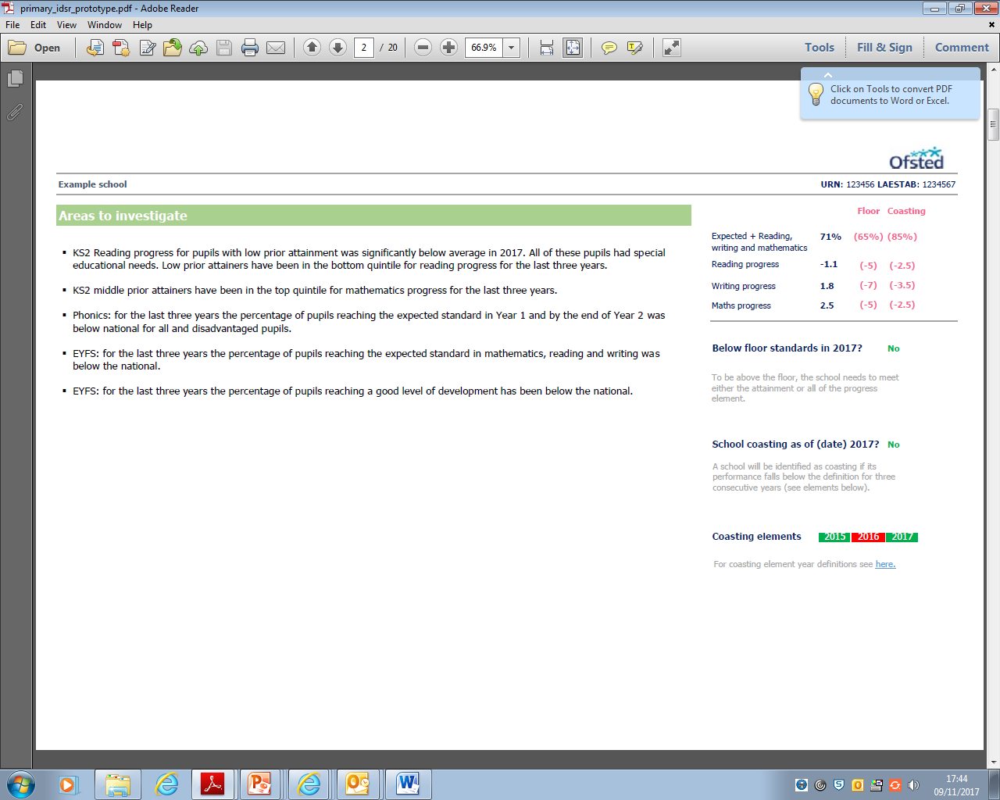 primary_idsr_prototype.pdf - Adobe Reader
File Edit View Window Help
Open 2 / 20 66.9% Tools Fill & Sign Comment
Click on Tools to convert PDF
documents to Word or Excel.
Ofsted
Example school URN: 123456 LAESTAB: 1234567
Areas to investigate
▪ KS2 Reading progress for pupils with low prior attainment was significantly below average in 2017. All of these pupils had special
educational needs. Low prior attainers have been in the bottom quintile for reading progress for the last three years.
▪ KS2 middle prior attainers have been in the top quintile for mathematics progress for the last three years.
▪ Phonics: for the last three years the percentage of pupils reaching the expected standard in Year 1 and by the end of Year 2 was
below national for all and disadvantaged pupils.
▪ EYFS: for the last three years the percentage of pupils reaching the expected standard in mathematics, reading and writing was
below the national.
▪ EYFS: for the last three years the percentage of pupils reaching a good level of development has been below the national.
Floor Coasting
Expected + Reading, 71% (65%) (85%)
writing and mathematics
Reading progress -1.1 (-5) (-2.5)
Writing progress 1.8 (-7) (-3.5)
Maths progress 2.5 (-5) (-2.5)
Below floor standards in 2017? No
To be above the floor, the school needs to meet
either the attainment or all of the progress
element.
School coasting as of (date) 2017? No
A school will be identified as coasting if its
performance falls below the definition for three
consecutive years (see elements below).
Coasting elements 2015 2016 2017
For coasting element year definitions see here.
17:44
09/11/2017